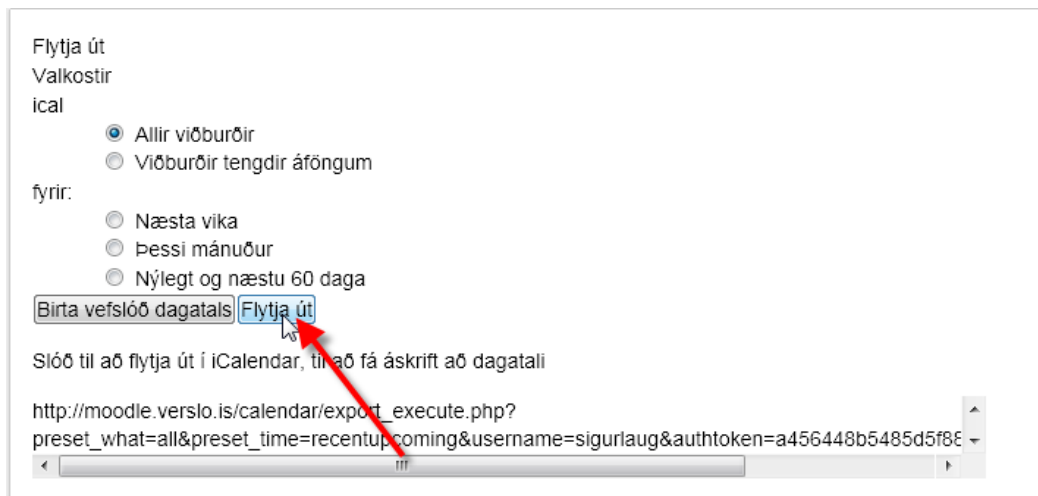 Flytja út
Valkostir
ical
Allir viðburðir
Viðburðir tengdir áföngum
fyrir:
Næsta vika
Þessi mánuður
Nýlegt og næstu 60 daga
Birta vefslóð dagatals Flytja út
Slóð til að flytja út í iCalendar, til að fá áskrift að dagatali
http://moodle.verslo.is/calendar/export_execute.php?
preset_what=all&preset_time=recentupcoming&username=sigurlaug&authtoken=a456448b5485d5f88